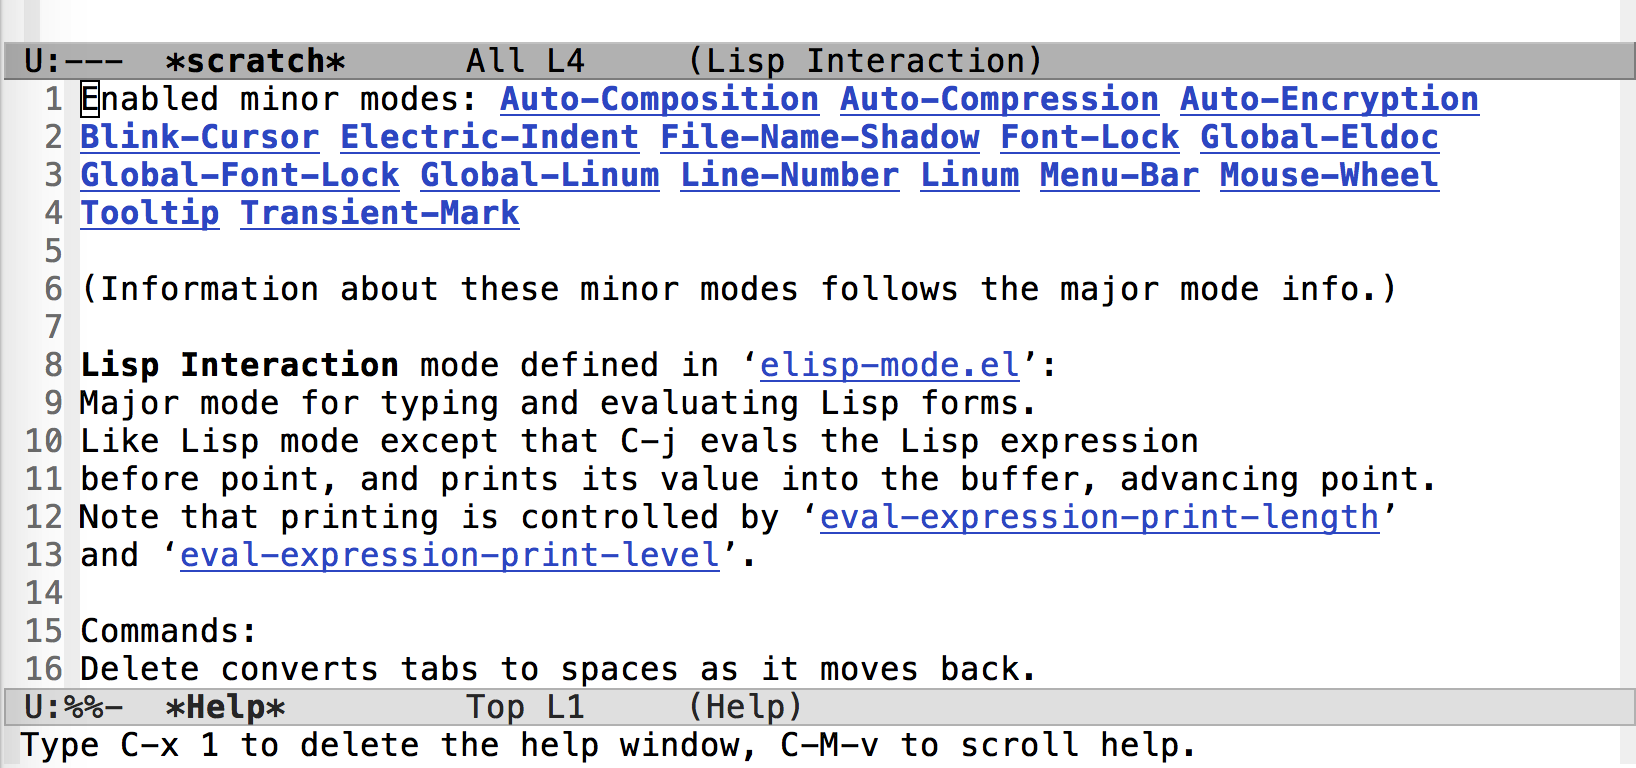 U:--- *scratch* All L4 (Lisp Interaction)
1 Enabled minor modes: Auto-Composition Auto-Compression Auto-Encryption
2 Blink-Cursor Electric-Indent File-Name-Shadow Font-Lock Global-Eldoc
3 Global-Font-Lock Global-Linum Line-Number Linum Menu-Bar Mouse-Wheel
4 Tooltip Transient-Mark
5
6 (Information about these minor modes follows the major mode info.)
7
8 Lisp Interaction mode defined in ‘elisp-mode.el’:
9 Major mode for typing and evaluating Lisp forms.
10 Like Lisp mode except that C-j evals the Lisp expression
11 before point, and prints its value into the buffer, advancing point.
12 Note that printing is controlled by ‘eval-expression-print-length’
13 and ‘eval-expression-print-level’.
14
15 Commands:
16 Delete converts tabs to spaces as it moves back.
U:%%- *Help* Top L1 (Help)
Type C-x 1 to delete the help window, C-M-v to scroll help.